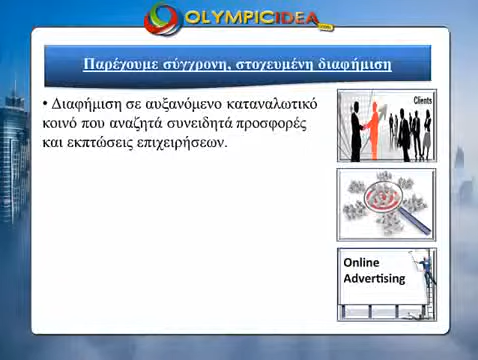 OLYMPICIDEA.com
Παρέχουμε σύγχρονη, στοχευμένη διαφήμιση
• Διαφήμιση σε αυξανόμενο καταναλωτικό
κοινό που αναζητά συνειδητά προσφορές
και εκπτώσεις επιχειρήσεων.
Clients
Online
Advertising